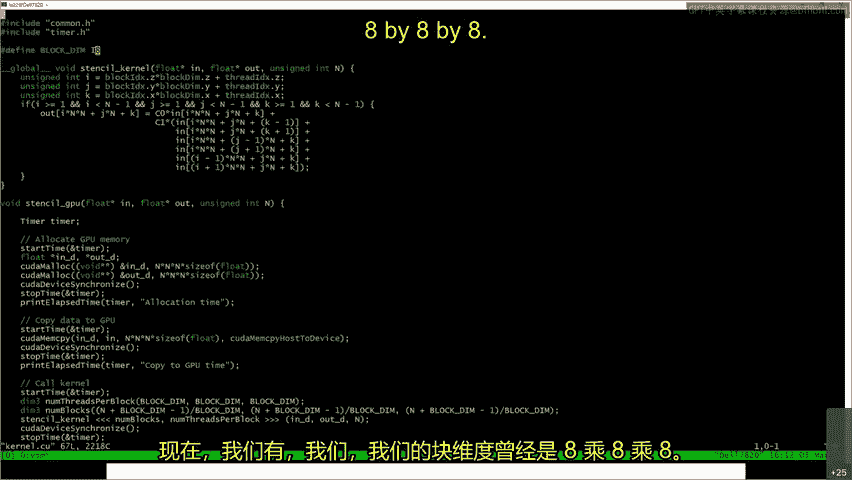 8 by 8 by 8.
#include "common.h"
#include "timer.h"
#define BLOCK_DIM
__global__ void stencil_kernel(float* in, float* out, unsigned int N) {
unsigned int i = blockIdx.z*blockDim.z + threadIdx.z;
unsigned int j = blockIdx.y*blockDim.y + threadIdx.y;
unsigned int k = blockIdx.x*blockDim.x + threadIdx.x;
if(i >= 1 && i < N - 1 && j >= 1 && j < N - 1 && k >= 1 && k < N - 1) {
out[i*N*N + j*N + k] = C0*in[i*N*N + j*N + k] +
C1*(in[i*N*N + j*N + (k - 1)] +
in[i*N*N + j*N + (k + 1)] +
in[i*N*N + (j - 1)*N + k] +
in[i*N*N + (j + 1)*N + k] +
in[(i - 1)*N*N + j*N + k] +
in[(i + 1)*N*N + j*N + k]);
}
}
void stencil_gpu(float* in, float* out, unsigned int N) {
Timer timer;
// Allocate GPU memory
startTime(&timer);
float *in_d, *out_d;
cudaMalloc((void**) &in_d, N*N*N*sizeof(float));
cudaMalloc((void**) &out_d, N*N*N*sizeof(float));
cudaDeviceSynchronize();
stopTime(&timer);
printElapsedTime(timer, "Allocation time");
// Copy data to GPU
startTime(&timer);
cudaMemcpy(in_d, in, N*N*N*sizeof(float), cudaMemcpyHostToDevice);
cudaDeviceSynchronize();
stopTime(&timer);
printElapsedTime(timer, "Copy to GPU time");
// Call kernel
startTime(&timer);
dim3 numThreadsPerBlock(BLOCK_DIM, BLOCK_DIM, BLOCK_DIM);
dim3 numBlocks((N + BLOCK_DIM - 1)/BLOCK_DIM, (N + BLOCK_DIM - 1)/BLOCK_DIM, (N + BLOCK_DIM - 1)/BLOCK_DIM);
stencil_kernel <<< numBlocks, numThreadsPerBlock >>> (in_d, out_d, N);
cudaDeviceSynchronize();
stopTime(&timer);
"kernel.cu" 67L, 2218C 1,0-1
现在，我们有，我们，我们的块维度曾经是 8 乘 8 乘 8。
+25